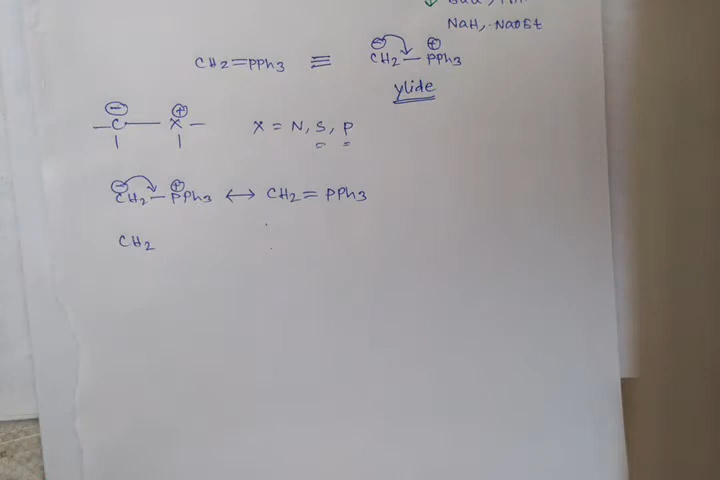 NaH, NaOEt
CH2=PPh3 ≡ ⊖CH2—⊕PPh3
ylide
⊖ ⊕
—C——X— X = N, S, P
⊖CH2—⊕PPh3 ↔ CH2=PPh3
CH2